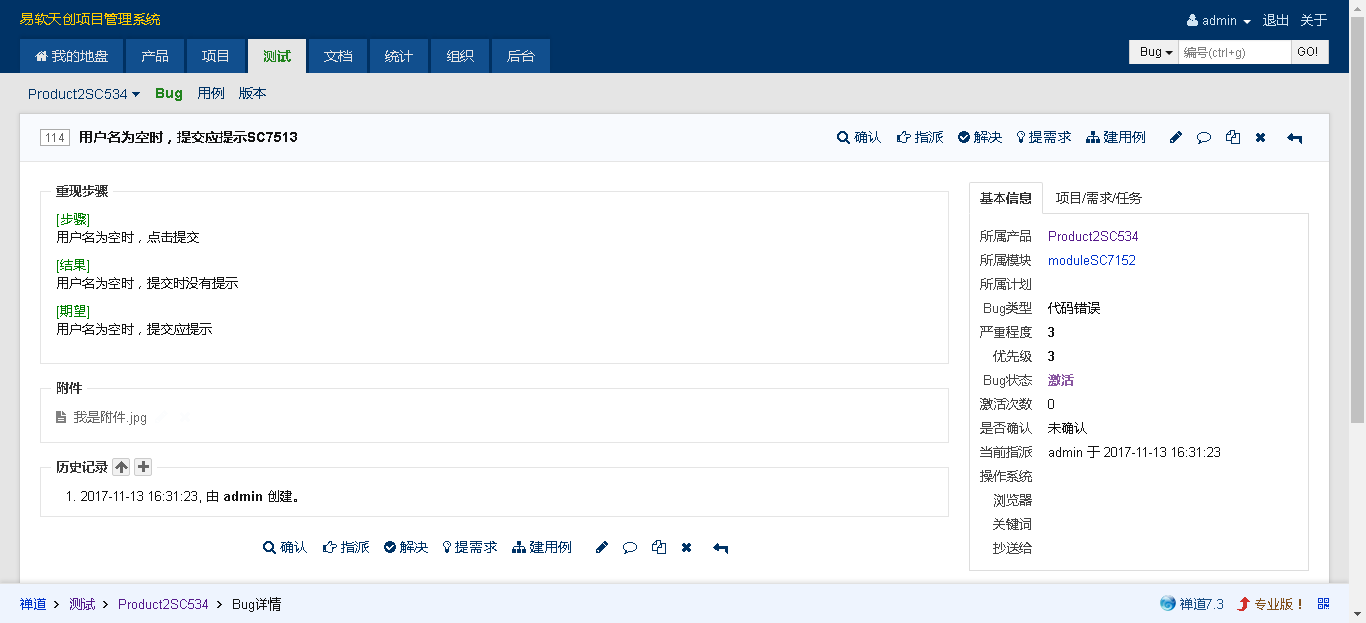 易软天创项目管理系统
admin 退出 关于
我的地盘 产品 项目 测试 文档 统计 组织 后台
Bug 编号(ctrl+g) GO!
Product2SC534 Bug 用例 版本
114 用户名为空时，提交应提示SC7513
确认 指派 解决 提需求 建用例
重现步骤
[步骤]
用户名为空时，点击提交
[结果]
用户名为空时，提交时没有提示
[期望]
用户名为空时，提交应提示
附件
我是附件.jpg
历史记录
1. 2017-11-13 16:31:23, 由 admin 创建。
确认 指派 解决 提需求 建用例
基本信息 项目/需求/任务
所属产品 Product2SC534
所属模块 moduleSC7152
所属计划
Bug类型 代码错误
严重程度 3
优先级 3
Bug状态 激活
激活次数 0
是否确认 未确认
当前指派 admin 于 2017-11-13 16:31:23
操作系统
浏览器
关键词
抄送给
禅道 测试 Product2SC534 Bug详情
禅道7.3 专业版！